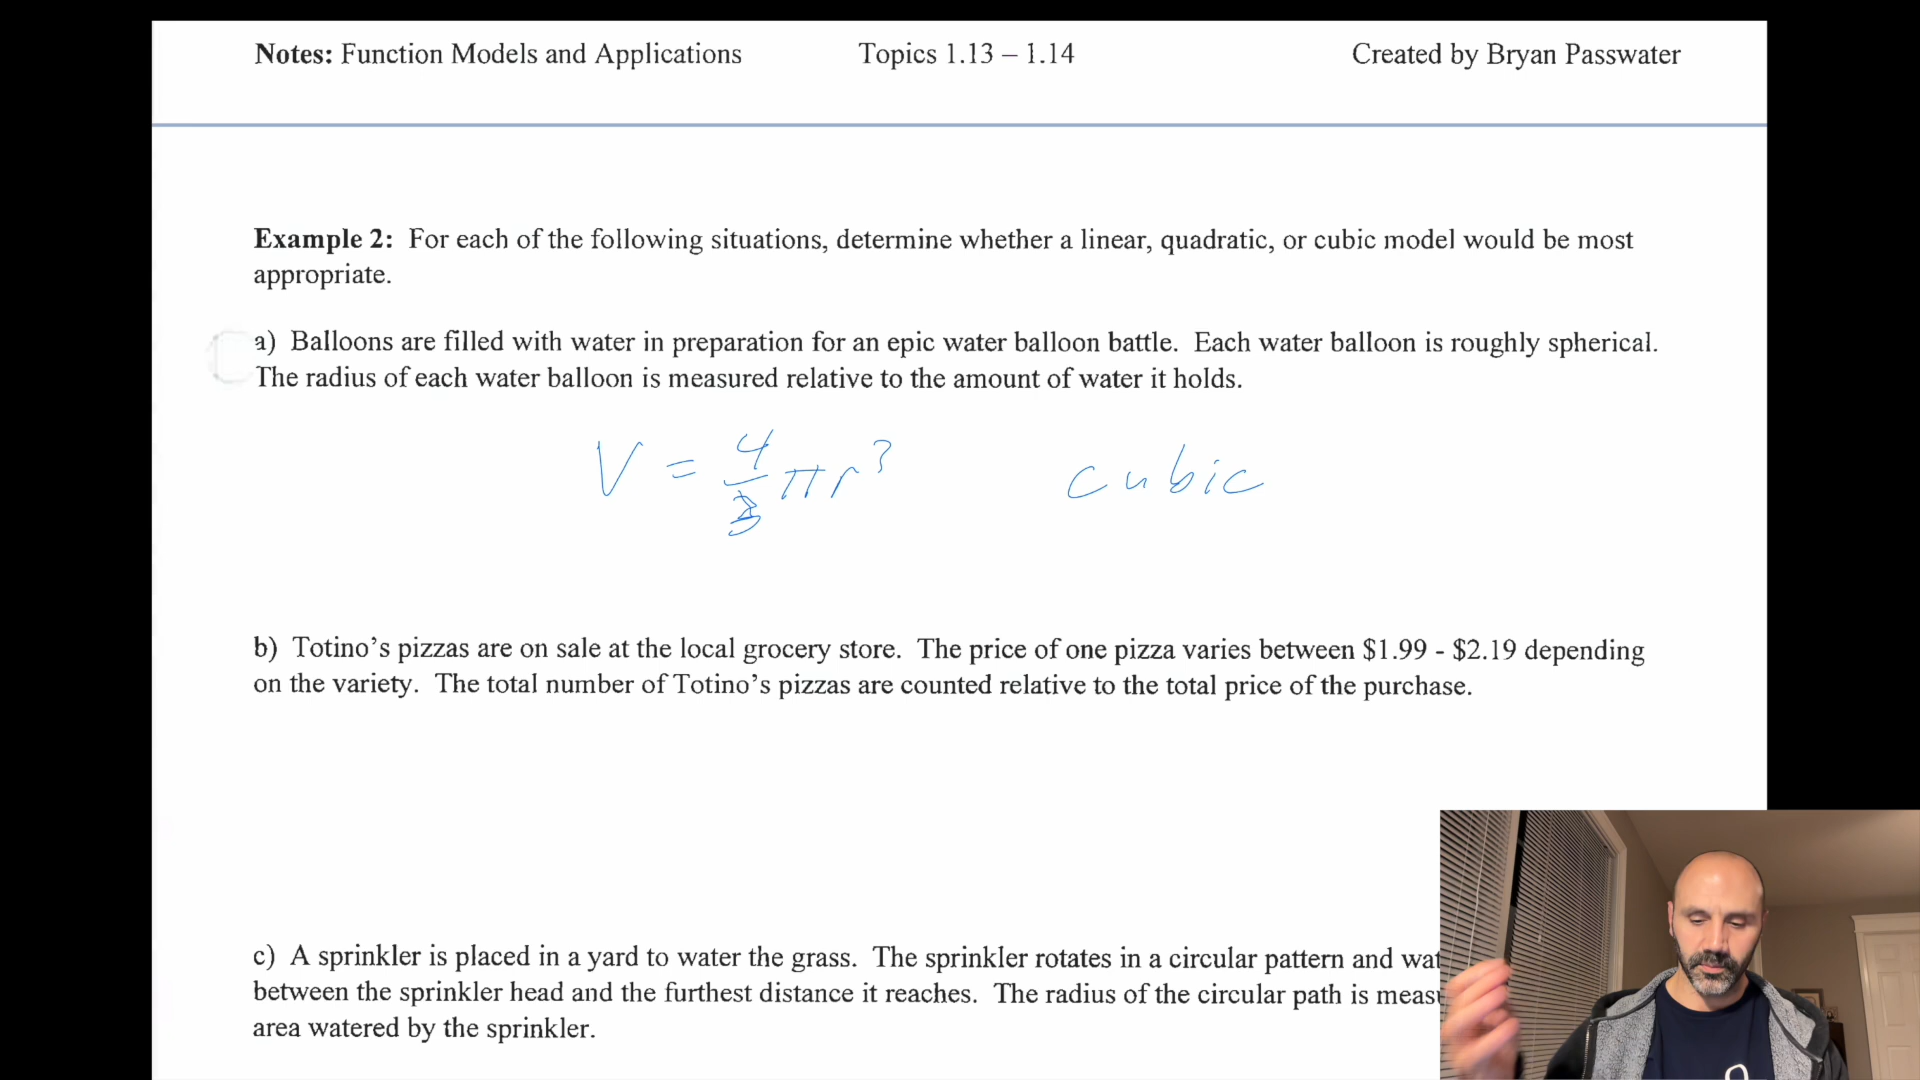 Notes: Function Models and Applications Topics 1.13 – 1.14 Created by Bryan Passwater
Example 2: For each of the following situations, determine whether a linear, quadratic, or cubic model would be most
appropriate.
a) Balloons are filled with water in preparation for an epic water balloon battle. Each water balloon is roughly spherical.
The radius of each water balloon is measured relative to the amount of water it holds.
V = 4/3 πr³ cubic
b) Totino’s pizzas are on sale at the local grocery store. The price of one pizza varies between $1.99 - $2.19 depending
on the variety. The total number of Totino’s pizzas are counted relative to the total price of the purchase.
c) A sprinkler is placed in a yard to water the grass. The sprinkler rotates in a circular pattern and
between the sprinkler head and the furthest distance it reaches. The radius of the circular path is
area watered by the sprinkler.